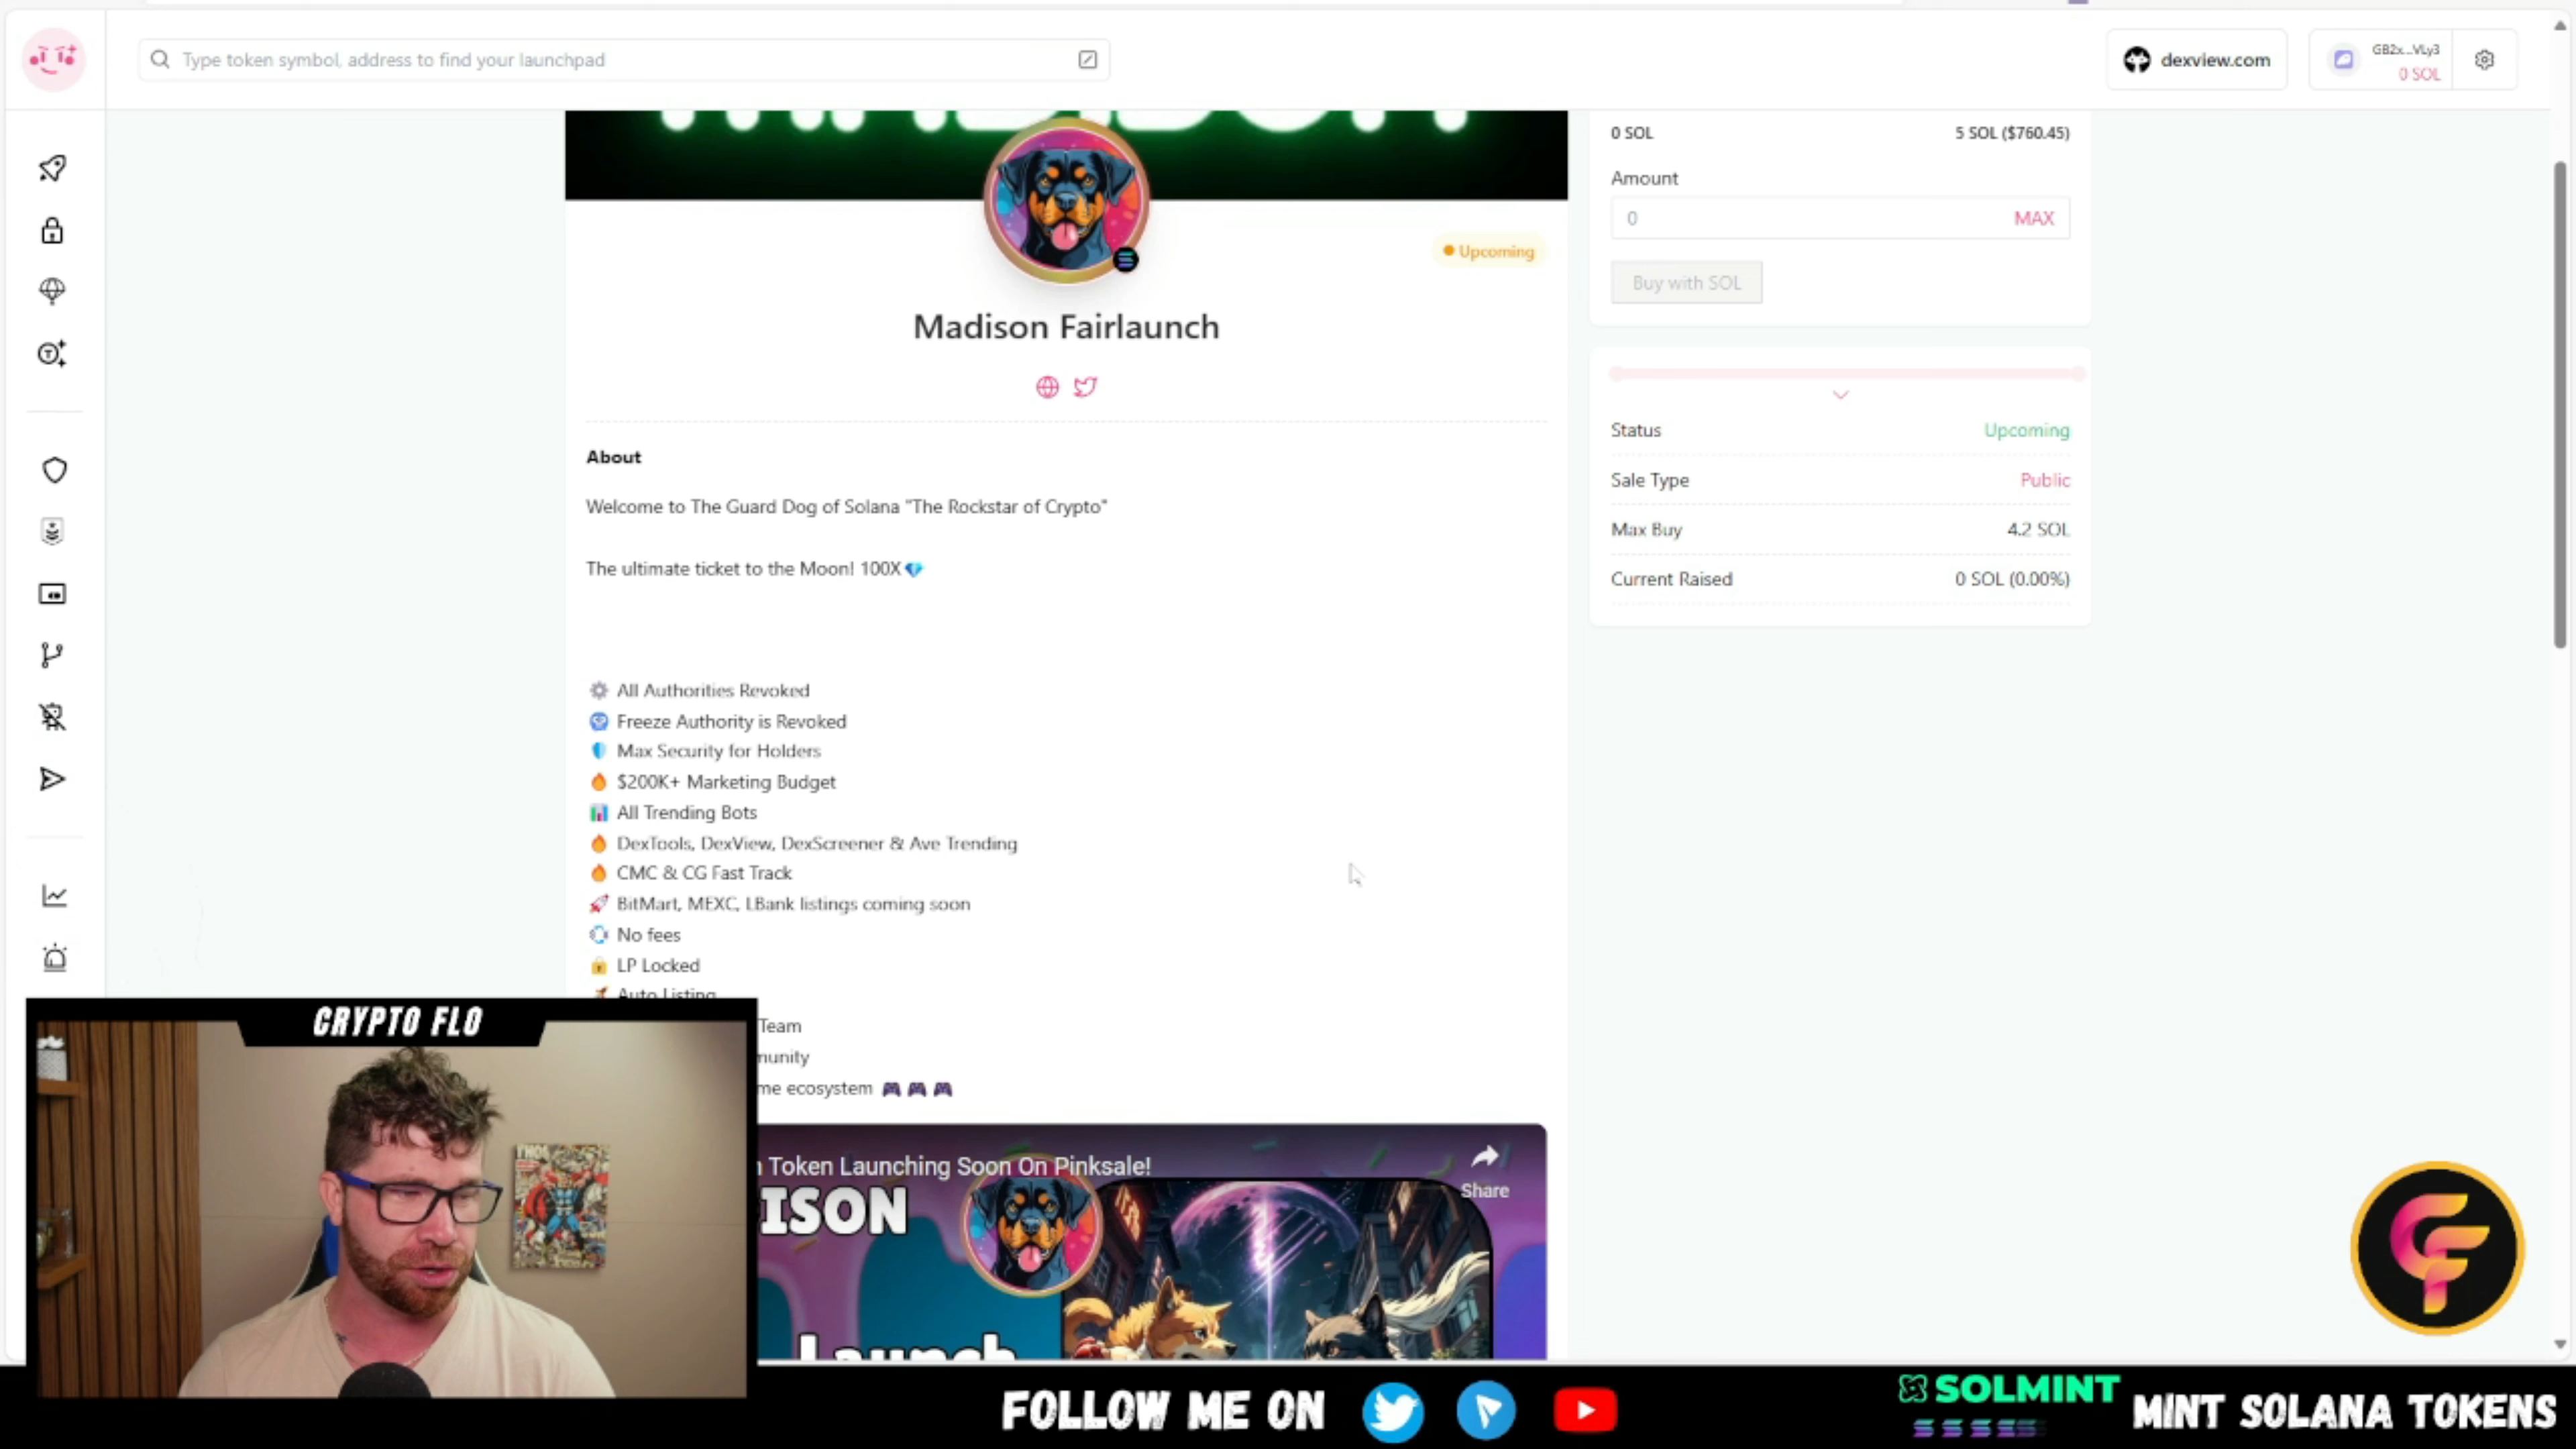 Type token symbol, address to find your launchpad
dexview.com
GB2x...VLy3
0 SOL
0 SOL
5 SOL ($760.45)
Amount
0
MAX
Buy with SOL
Upcoming
Madison Fairlaunch
Status
Upcoming
Sale Type
Public
Max Buy
4.2 SOL
Current Raised
0 SOL (0.00%)
About
Welcome to The Guard Dog of Solana "The Rockstar of Crypto"
The ultimate ticket to the Moon! 100X
All Authorities Revoked
Freeze Authority is Revoked
Max Security for Holders
$200K+ Marketing Budget
All Trending Bots
DexTools, DexView, DexScreener & Ave Trending
CMC & CG Fast Track
BitMart, MEXC, LBank listings coming soon
No fees
LP Locked
Auto Listing
Team
munity
me ecosystem
Token Launching Soon On Pinksale!
Share
ISON
Launch
CRYPTO FLO
THOR
FOLLOW ME ON
SOLMINT
MINT SOLANA TOKENS